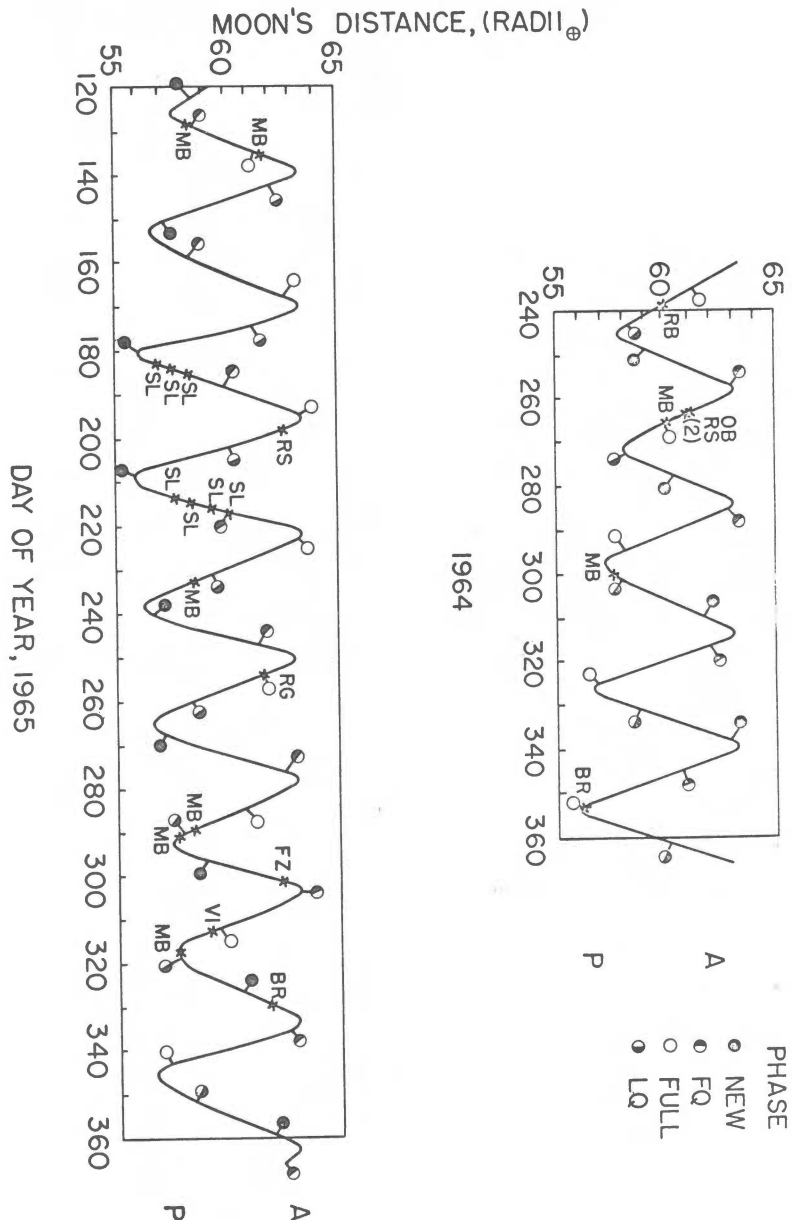 MOON'S DISTANCE, (RADII⊕)
PHASE
NEW
FQ
FULL
LQ
65
60
55
A
P
RB
OB
RS
(2)
MB
MB
BR
240 260 280 300 320 340 360
1964
65
60
55
A
P
MB
MB
SL
SL
SL
RS
SL
SL
SL
SL
MB
RG
MB
MB
FZ
VI
MB
BR
120 140 160 180 200 220 240 260 280 300 320 340 360
DAY OF YEAR, 1965